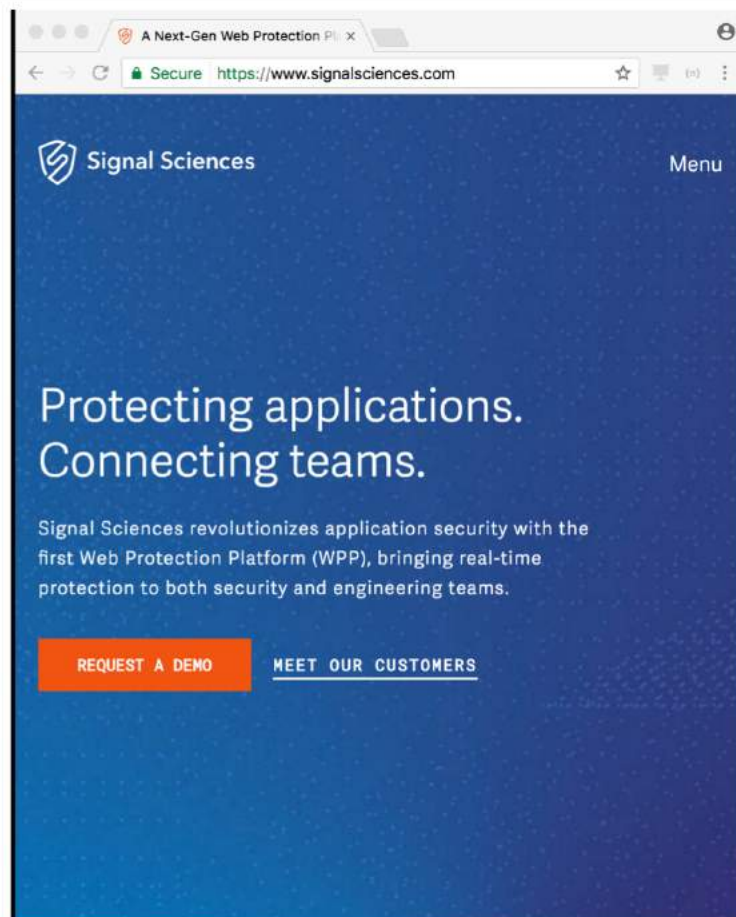 A Next-Gen Web Protection Pl
Secure https://www.signalsciences.com
Signal Sciences
Menu
Protecting applications.
Connecting teams.
Signal Sciences revolutionizes application security with the
first Web Protection Platform (WPP), bringing real-time
protection to both security and engineering teams.
REQUEST A DEMO MEET OUR CUSTOMERS